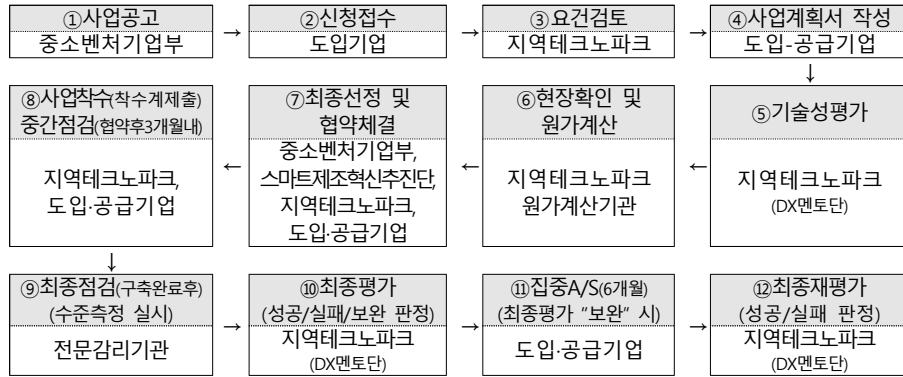 ①사업공고
중소벤처기업부
→
②신청접수
도입기업
→
③요건검토
지역테크노파크
→
④사업계획서 작성
도입-공급기업
↓
⑤기술성평가
지역테크노파크
(DX멘토단)
←
⑥현장확인 및
원가계산
지역테크노파크
원가계산기관
←
⑦최종선정 및
협약체결
중소벤처기업부,
스마트제조혁신추진단,
지역테크노파크,
도입·공급기업
←
⑧사업착수(착수계제출)
중간점검(협약후3개월내)
지역테크노파크,
도입·공급기업
↓
⑨최종점검(구축완료후)
(수준측정 실시)
전문감리기관
→
⑩최종평가
(성공/실패/보완 판정)
지역테크노파크
(DX멘토단)
→
⑪집중A/S(6개월)
(최종평가 "보완" 시)
도입·공급기업
→
⑫최종재평가
(성공/실패 판정)
지역테크노파크
(DX멘토단)